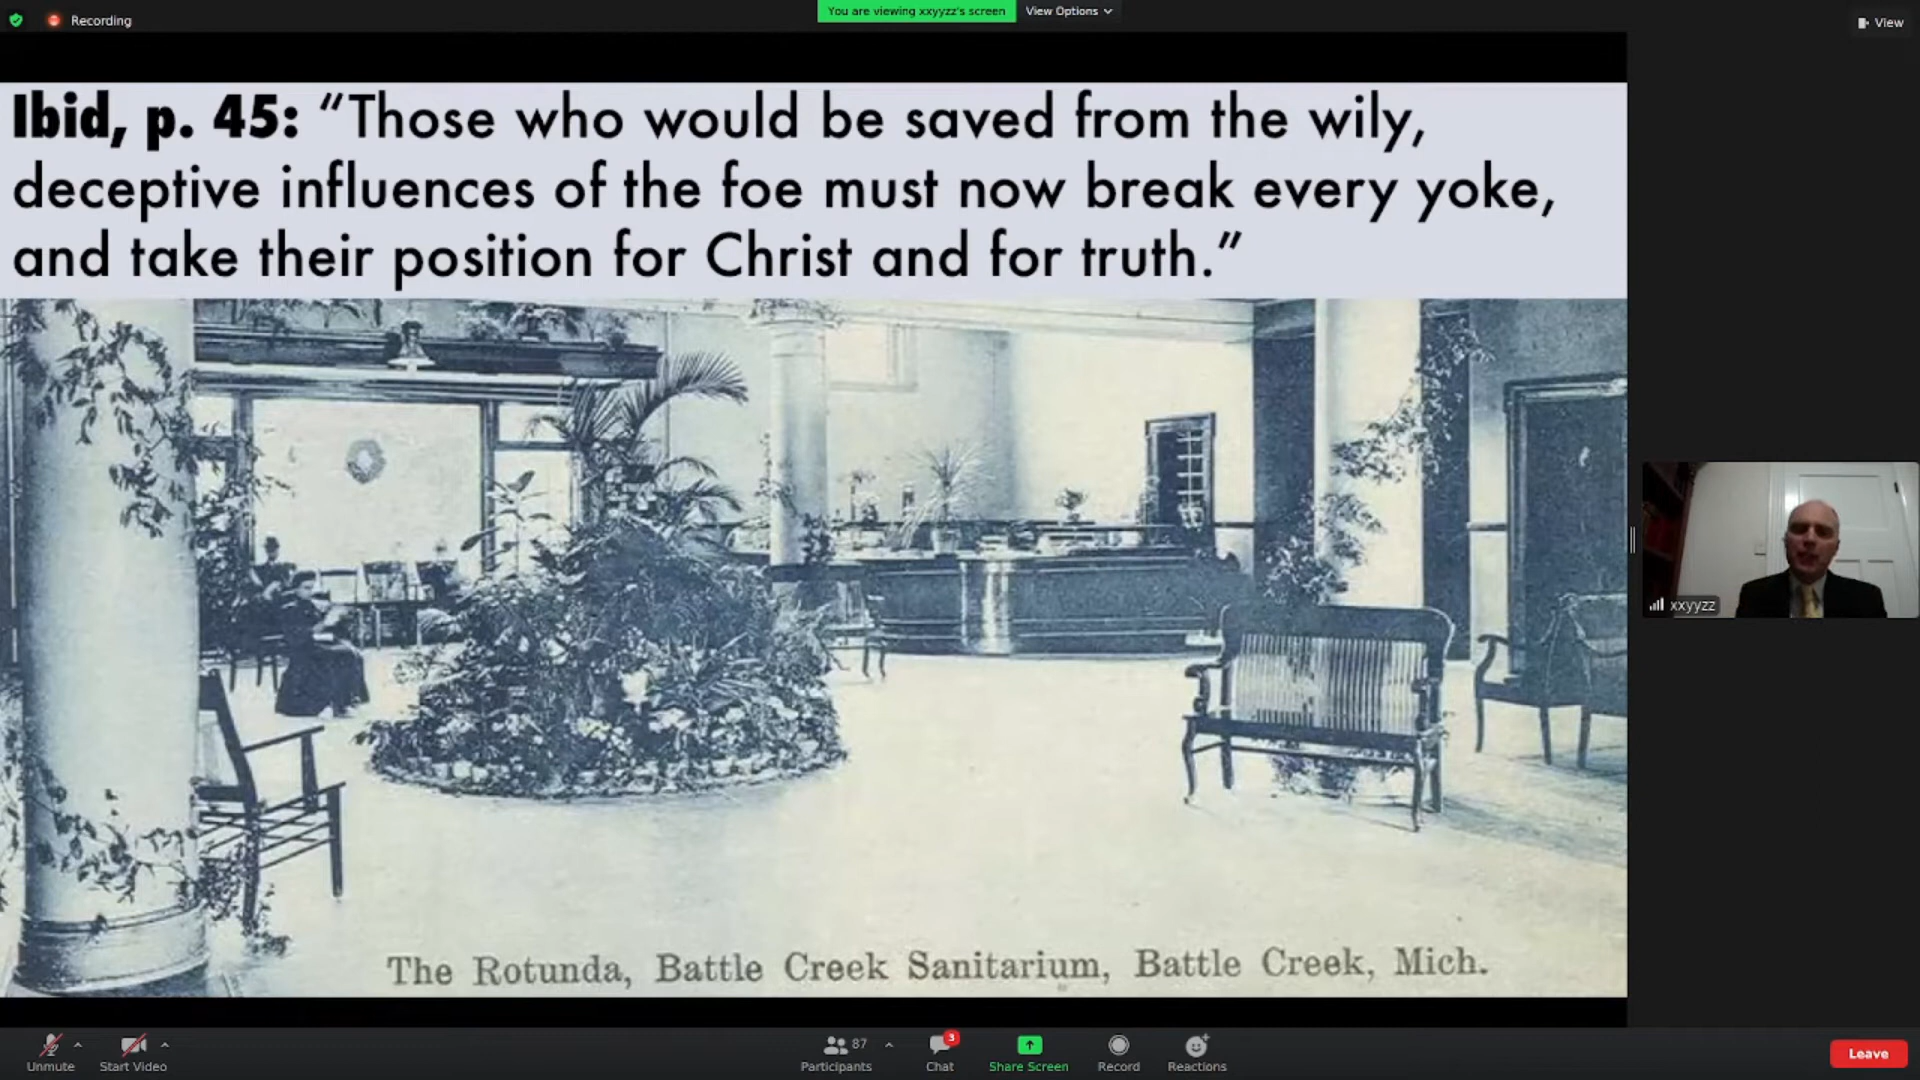 Recording
You are viewing xxyyzz's screen
View Options
View
Ibid, p. 45: “Those who would be saved from the wily,
deceptive influences of the foe must now break every yoke,
and take their position for Christ and for truth.”
xxyyzz
The Rotunda, Battle Creek Sanitarium, Battle Creek, Mich.
Unmute
Start Video
87
Participants
3
Chat
Share Screen
Record
Reactions
Leave